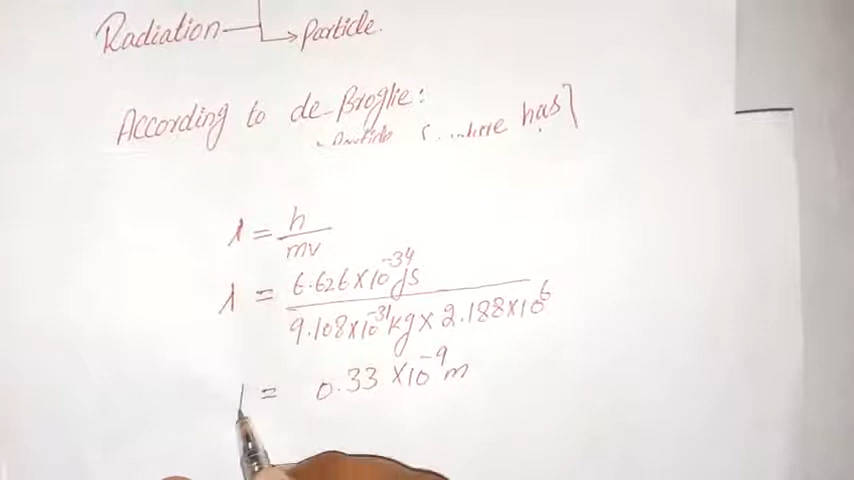 Radiation → Particle.
According to de-Broglie:
has]
λ = h/mv
λ = 6.626×10⁻³⁴ JS / 9.108×10⁻³¹ kg × 2.188×10⁶
= 0.33 ×10⁻⁹ m